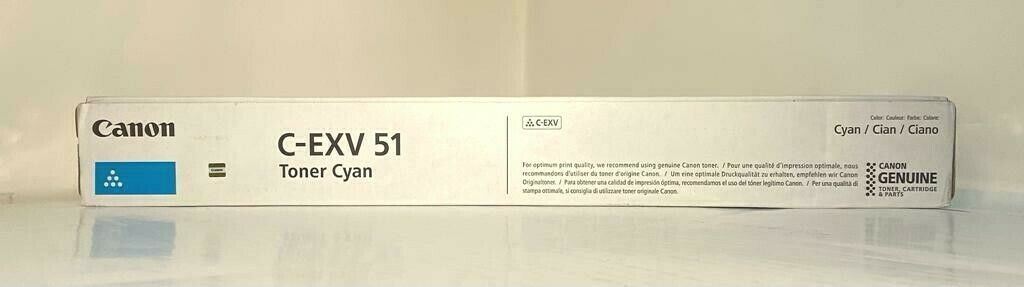 Canon
C-EXV 51
Toner Cyan
C-EXV
For optimum print quality, we recommend using genuine Canon toner. / Pour une qualité d'impression optimale, nous
recommandons d'utiliser du toner d'origine Canon. / Um eine optimale Druckqualität zu erhalten, empfehlen wir Canon
Originaltoner. / Para obtener una calidad de impresión óptima, recomendamos el uso del tóner legítimo Canon. / Per una qualità di
stampa ottimale, si consiglia di utilizzare toner originale Canon.
Color: Couleur: Farbe: Colore:
Cyan / Cian / Ciano
CANON
GENUINE
TONER, CARTRIDGE
& PARTS